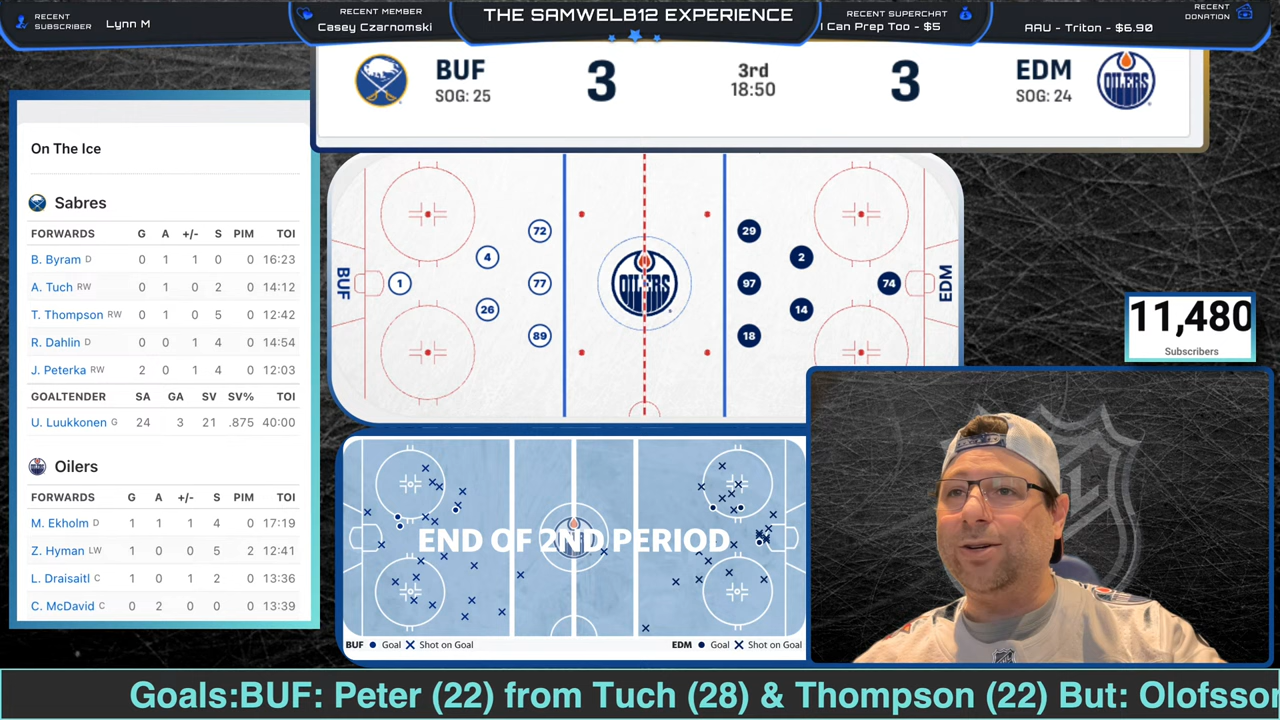 RECENT SUBSCRIBER
Lynn M
RECENT MEMBER
Casey Czarnomski
THE SAMWELB12 EXPERIENCE
RECENT SUPERCHAT
I Can Prep Too - $5
RECENT DONATION
AAU - Triton - $6.90
BUF
SOG: 25
3
3rd
18:50
3
EDM
SOG: 24
OILERS
On The Ice
Sabres
FORWARDS G A +/- S PIM TOI
B. Byram D 0 1 1 0 0 16:23
A. Tuch RW 0 1 0 2 0 14:12
T. Thompson RW 0 1 0 5 0 12:42
R. Dahlin D 0 0 1 4 0 14:54
J. Peterka RW 2 0 1 4 0 12:03
GOALTENDER SA GA SV SV% TOI
U. Luukkonen G 24 3 21 .875 40:00
Oilers
FORWARDS G A +/- S PIM TOI
M. Ekholm D 1 1 1 4 0 17:19
Z. Hyman LW 1 0 0 5 2 12:41
L. Draisaitl C 1 0 1 2 0 13:36
C. McDavid C 0 2 0 0 0 13:39
BUF
1
4
26
72
77
89
OILERS
29
97
18
2
14
74
EDM
11,480
Subscribers
END OF 2ND PERIOD
BUF Goal Shot on Goal
EDM Goal Shot on Goal
NHL
Goals:BUF: Peter (22) from Tuch (28) & Thompson (22) But: Olofsson